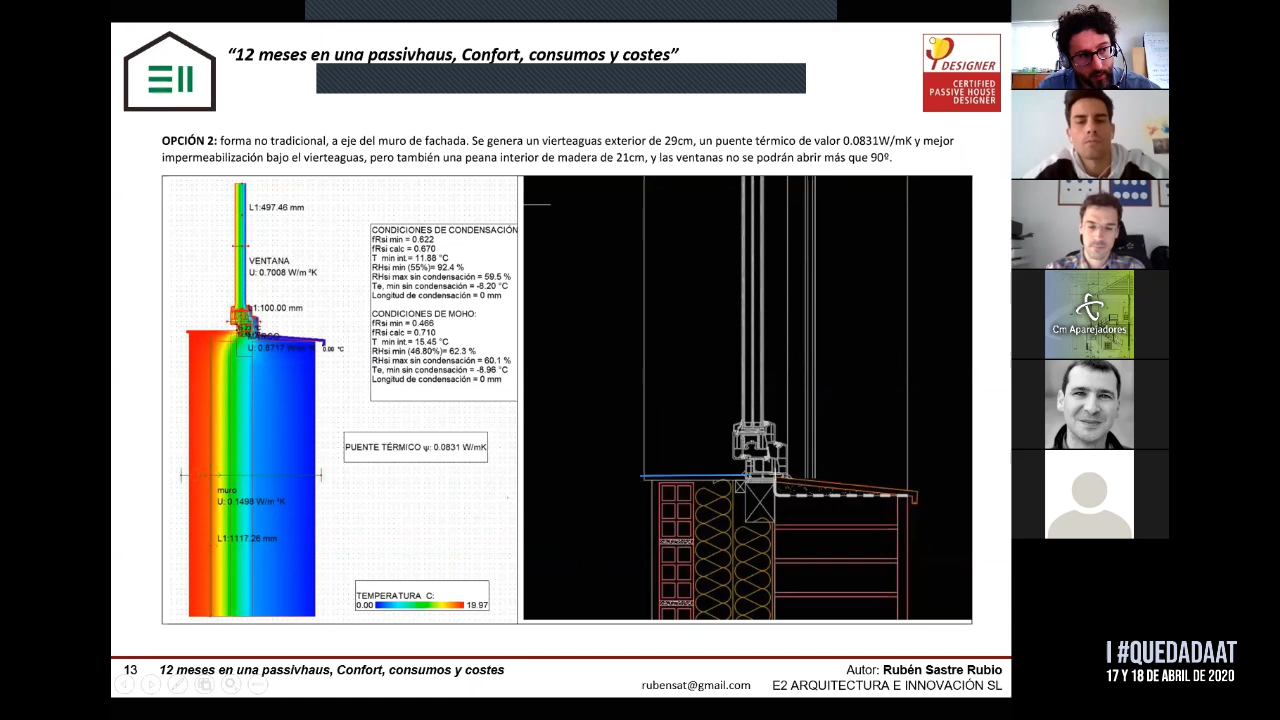 “12 meses en una passivhaus, Confort, consumos y costes”
DESIGNER
CERTIFIED
PASSIVE HOUSE
DESIGNER
OPCIÓN 2: forma no tradicional, a eje del muro de fachada. Se genera un vierteaguas exterior de 29cm, un puente térmico de valor 0.0831W/mK y mejor
impermeabilización bajo el vierteaguas, pero también una peana interior de madera de 21cm, y las ventanas no se podrán abrir más que 90º.
L1:497.46 mm
VENTANA
U: 0.7008 W/m ²K
L1:100.00 mm
U: 0.8717 W/m ²K
0.00 °C
CONDICIONES DE CONDENSACIÓN
fRsi min = 0.622
fRsi calc = 0.670
T min int.= 11.88 °C
RHsi min (55%)= 92.4 %
RHsi max sin condensación = 59.5 %
Te, min sin condensación = -8.20 °C
Longitud de condensación = 0 mm
CONDICIONES DE MOHO:
fRsi min = 0.466
fRsi calc = 0.710
T min int = 15.45 °C
RHsi min (46.80%)= 62.3 %
RHsi max sin condensación = 60.1 %
Te, min sin condensación = -8.96 °C
Longitud de condensación = 0 mm
PUENTE TÉRMICO ψ: 0.0831 W/mK
muro
U: 0.1498 W/m ²K
L1:1117.26 mm
TEMPERATURA C:
0.00 19.97
13 12 meses en una passivhaus, Confort, consumos y costes
Autor: Rubén Sastre Rubio
rubensat@gmail.com E2 ARQUITECTURA E INNOVACIÓN SL
Cm Aparejadores
I #QUEDADAAT
17 Y 18 DE ABRIL DE 2020